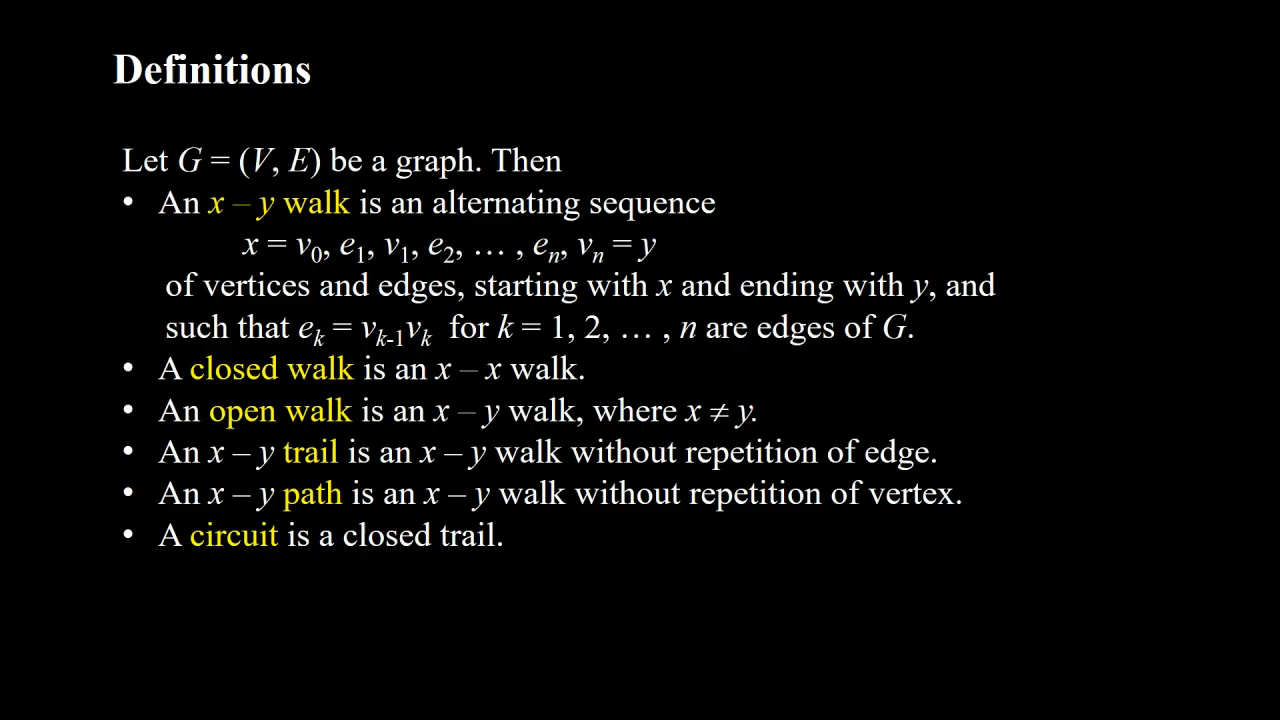 Definitions
Let G = (V, E) be a graph. Then
• An x – y walk is an alternating sequence
x = v₀, e₁, v₁, e₂, … , eₙ, vₙ = y
of vertices and edges, starting with x and ending with y, and
such that eₖ = vₖ₋₁vₖ for k = 1, 2, … , n are edges of G.
• A closed walk is an x – x walk.
• An open walk is an x – y walk, where x ≠ y.
• An x – y trail is an x – y walk without repetition of edge.
• An x – y path is an x – y walk without repetition of vertex.
• A circuit is a closed trail.